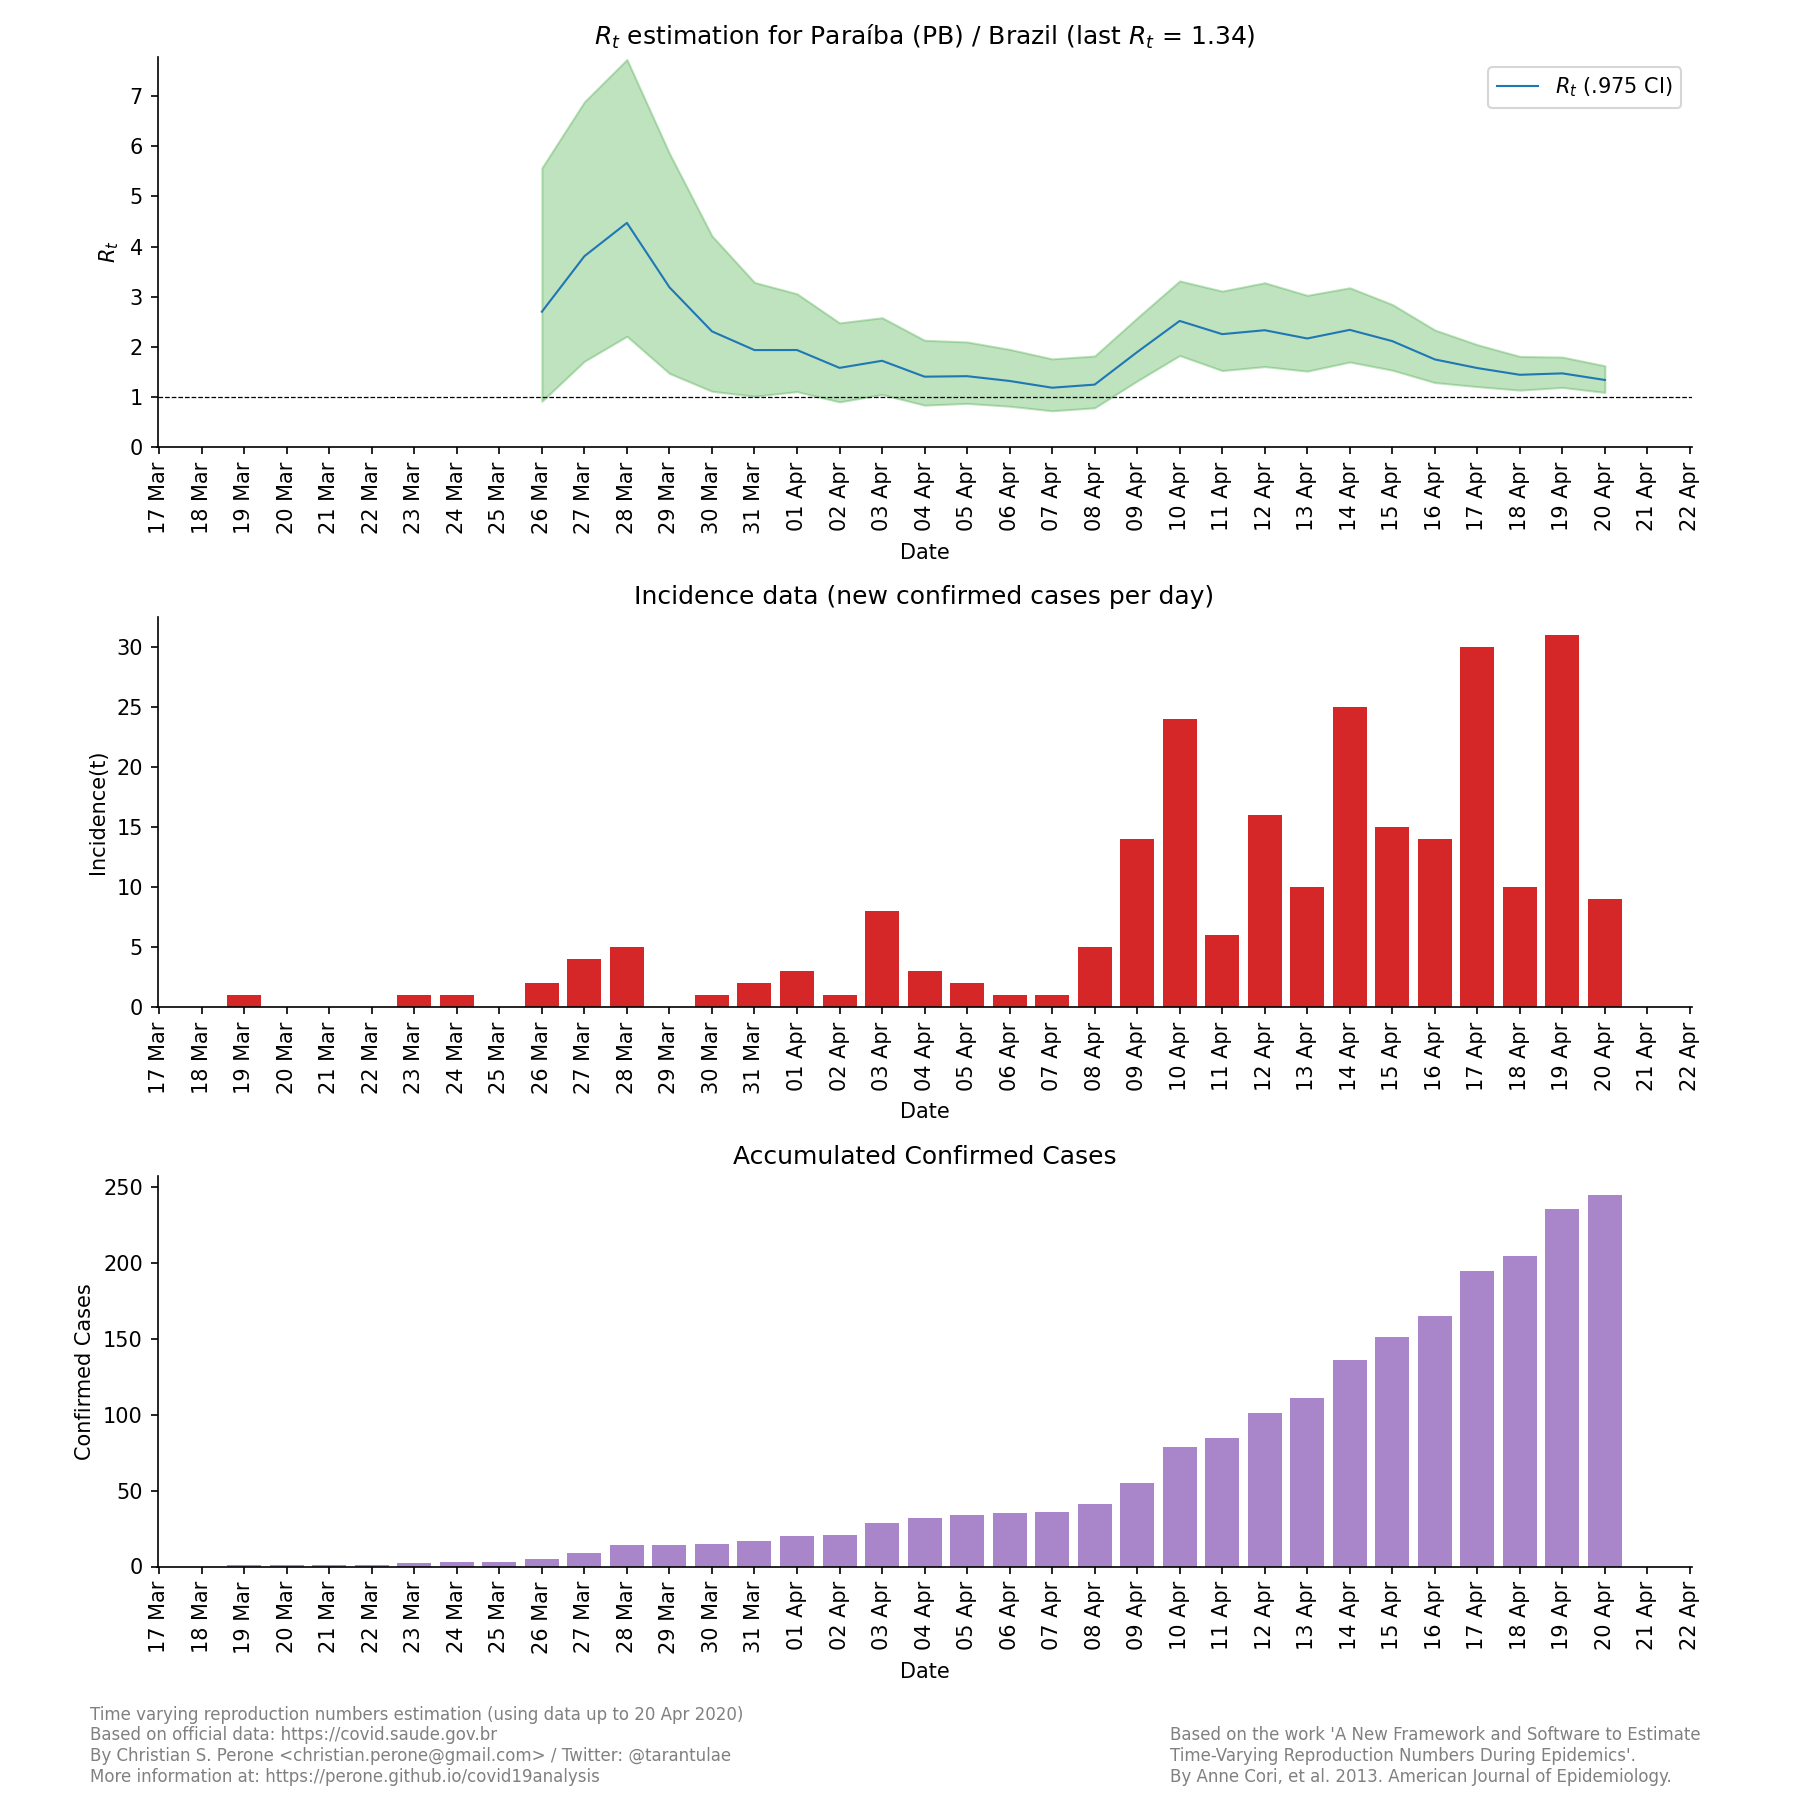 Rt estimation for Paraíba (PB) / Brazil (last Rt = 1.34)
Rt (.975 CI)
Rt
7
6
5
4
3
2
1
0
17 Mar 18 Mar 19 Mar 20 Mar 21 Mar 22 Mar 23 Mar 24 Mar 25 Mar 26 Mar 27 Mar 28 Mar 29 Mar 30 Mar 31 Mar 01 Apr 02 Apr 03 Apr 04 Apr 05 Apr 06 Apr 07 Apr 08 Apr 09 Apr 10 Apr 11 Apr 12 Apr 13 Apr 14 Apr 15 Apr 16 Apr 17 Apr 18 Apr 19 Apr 20 Apr 21 Apr 22 Apr
Date
Incidence data (new confirmed cases per day)
Incidence(t)
30
25
20
15
10
5
0
17 Mar 18 Mar 19 Mar 20 Mar 21 Mar 22 Mar 23 Mar 24 Mar 25 Mar 26 Mar 27 Mar 28 Mar 29 Mar 30 Mar 31 Mar 01 Apr 02 Apr 03 Apr 04 Apr 05 Apr 06 Apr 07 Apr 08 Apr 09 Apr 10 Apr 11 Apr 12 Apr 13 Apr 14 Apr 15 Apr 16 Apr 17 Apr 18 Apr 19 Apr 20 Apr 21 Apr 22 Apr
Date
Accumulated Confirmed Cases
Confirmed Cases
250
200
150
100
50
0
17 Mar 18 Mar 19 Mar 20 Mar 21 Mar 22 Mar 23 Mar 24 Mar 25 Mar 26 Mar 27 Mar 28 Mar 29 Mar 30 Mar 31 Mar 01 Apr 02 Apr 03 Apr 04 Apr 05 Apr 06 Apr 07 Apr 08 Apr 09 Apr 10 Apr 11 Apr 12 Apr 13 Apr 14 Apr 15 Apr 16 Apr 17 Apr 18 Apr 19 Apr 20 Apr 21 Apr 22 Apr
Date
Time varying reproduction numbers estimation (using data up to 20 Apr 2020)
Based on official data: https://covid.saude.gov.br
By Christian S. Perone <christian.perone@gmail.com> / Twitter: @tarantulae
More information at: https://perone.github.io/covid19analysis
Based on the work 'A New Framework and Software to Estimate
Time-Varying Reproduction Numbers During Epidemics'.
By Anne Cori, et al. 2013. American Journal of Epidemiology.